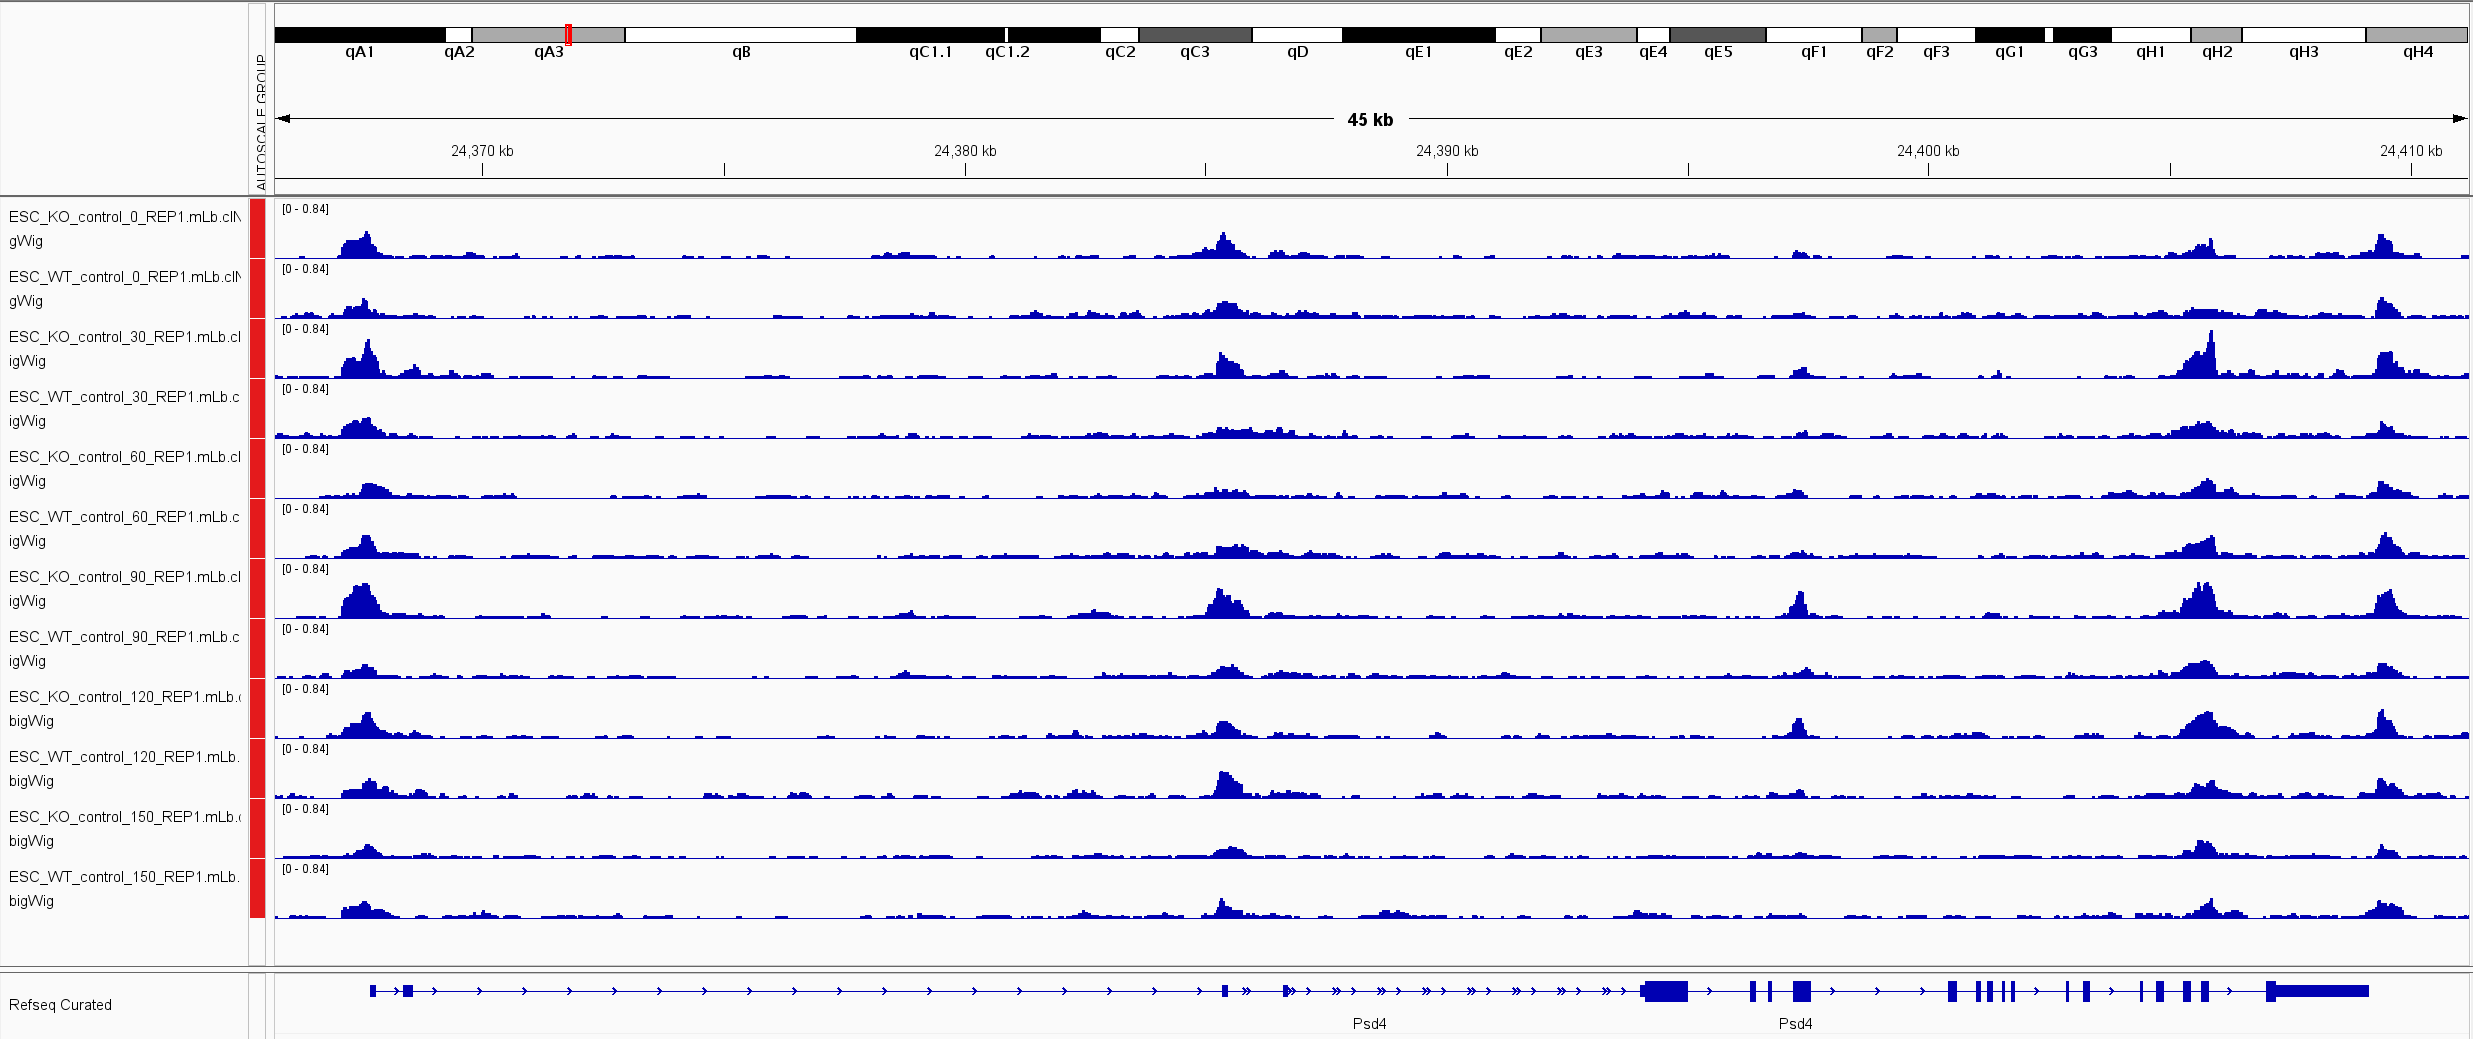 AUTOSCALE GROUP
qA1 qA2 qA3 qB qC1.1 qC1.2 qC2 qC3 qD qE1 qE2 qE3 qE4 qE5 qF1 qF2 qF3 qG1 qG3 qH1 qH2 qH3 qH4
45 kb
24,370 kb 24,380 kb 24,390 kb 24,400 kb 24,410 kb
[0 - 0.84]
ESC_KO_control_0_REP1.mLb.clN
gWig
[0 - 0.84]
ESC_WT_control_0_REP1.mLb.clN
gWig
[0 - 0.84]
ESC_KO_control_30_REP1.mLb.cl
igWig
[0 - 0.84]
ESC_WT_control_30_REP1.mLb.c
igWig
[0 - 0.84]
ESC_KO_control_60_REP1.mLb.cl
igWig
[0 - 0.84]
ESC_WT_control_60_REP1.mLb.c
igWig
[0 - 0.84]
ESC_KO_control_90_REP1.mLb.cl
igWig
[0 - 0.84]
ESC_WT_control_90_REP1.mLb.c
igWig
[0 - 0.84]
ESC_KO_control_120_REP1.mLb.
bigWig
[0 - 0.84]
ESC_WT_control_120_REP1.mLb.
bigWig
[0 - 0.84]
ESC_KO_control_150_REP1.mLb.
bigWig
[0 - 0.84]
ESC_WT_control_150_REP1.mLb.
bigWig
Refseq Curated
Psd4 Psd4